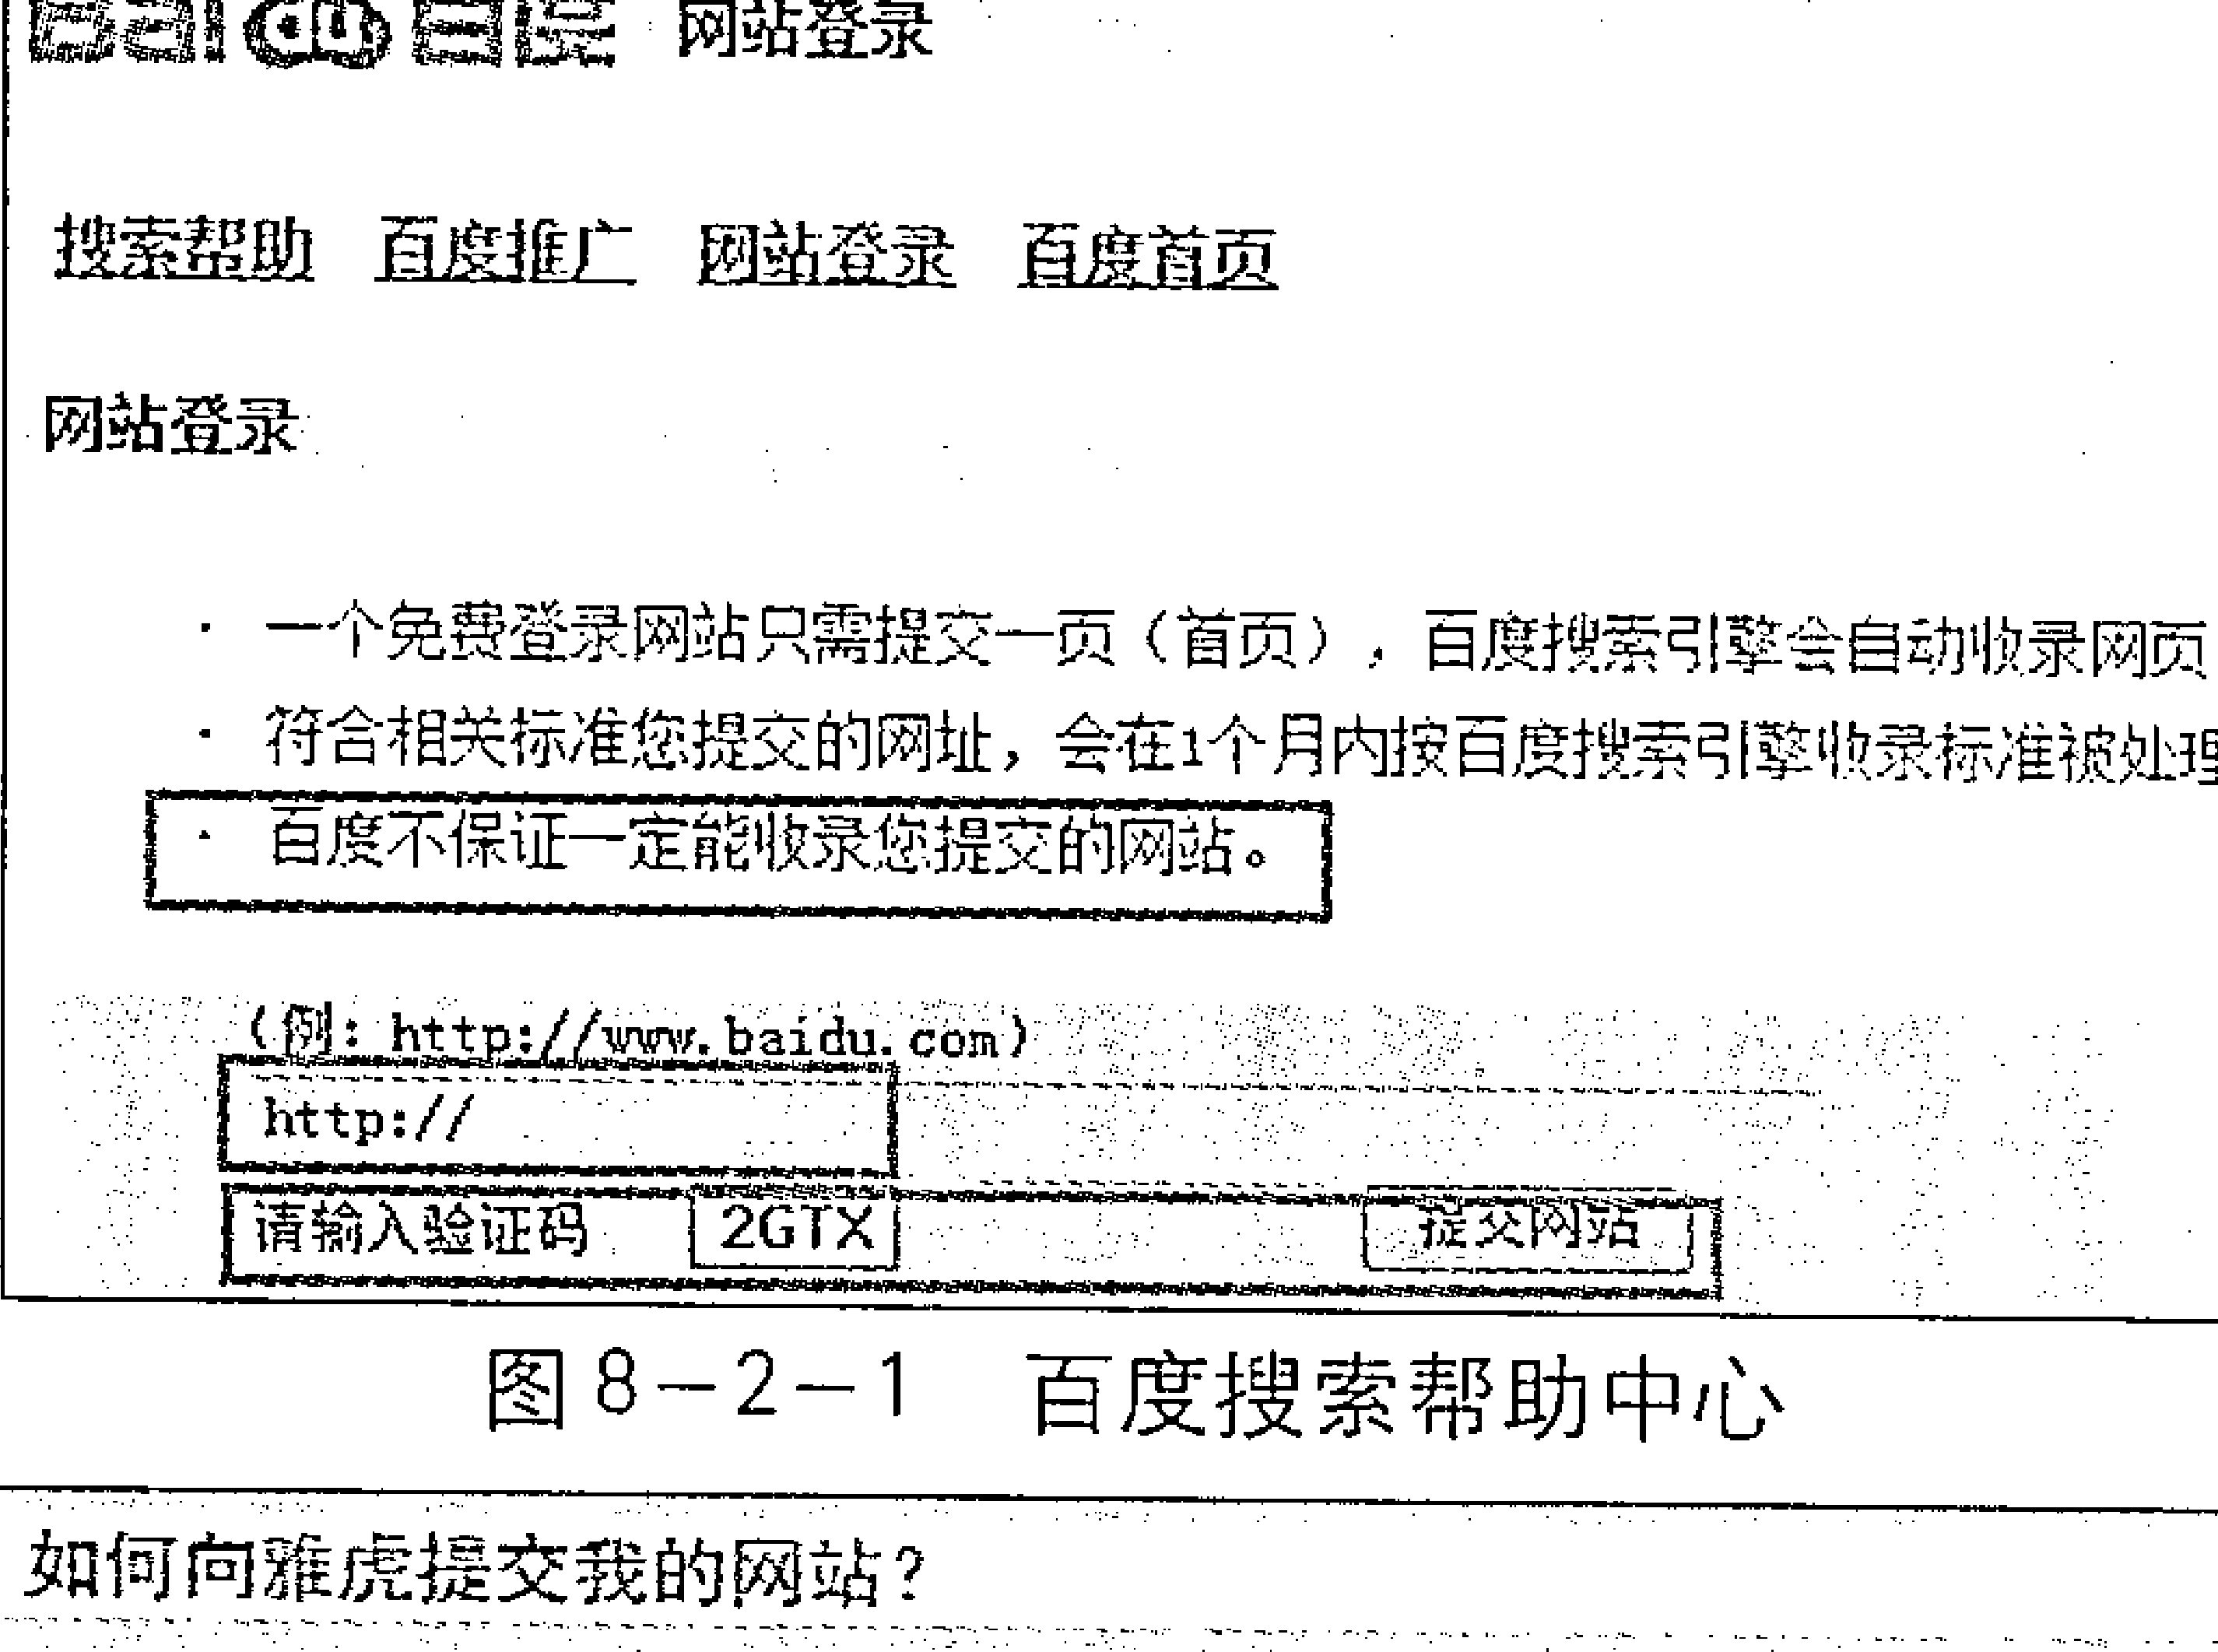 Baidu百度 网站登录
搜索帮助 百度推广 网站登录 百度首页
网站登录
· 一个免费登录网站只需提交一页（首页），百度搜索引擎会自动收录网页
· 符合相关标准您提交的网址，会在1个月内按百度搜索引擎收录标准被处理
· 百度不保证一定能收录您提交的网站。
（例：http://www.baidu.com）
http://
请输入验证码 2GTX 提交网站
图8－2－1 百度搜索帮助中心
如何向雅虎提交我的网站？